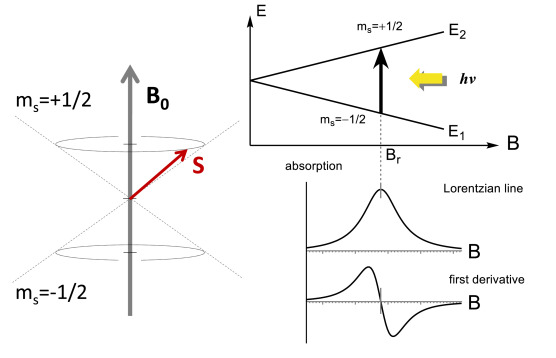 m_s=+1/2
B_0
S
m_s=-1/2
E
m_s=+1/2
E_2
hν
m_s=−1/2
E_1
B
B_r
absorption
Lorentzian line
B
first derivative
B